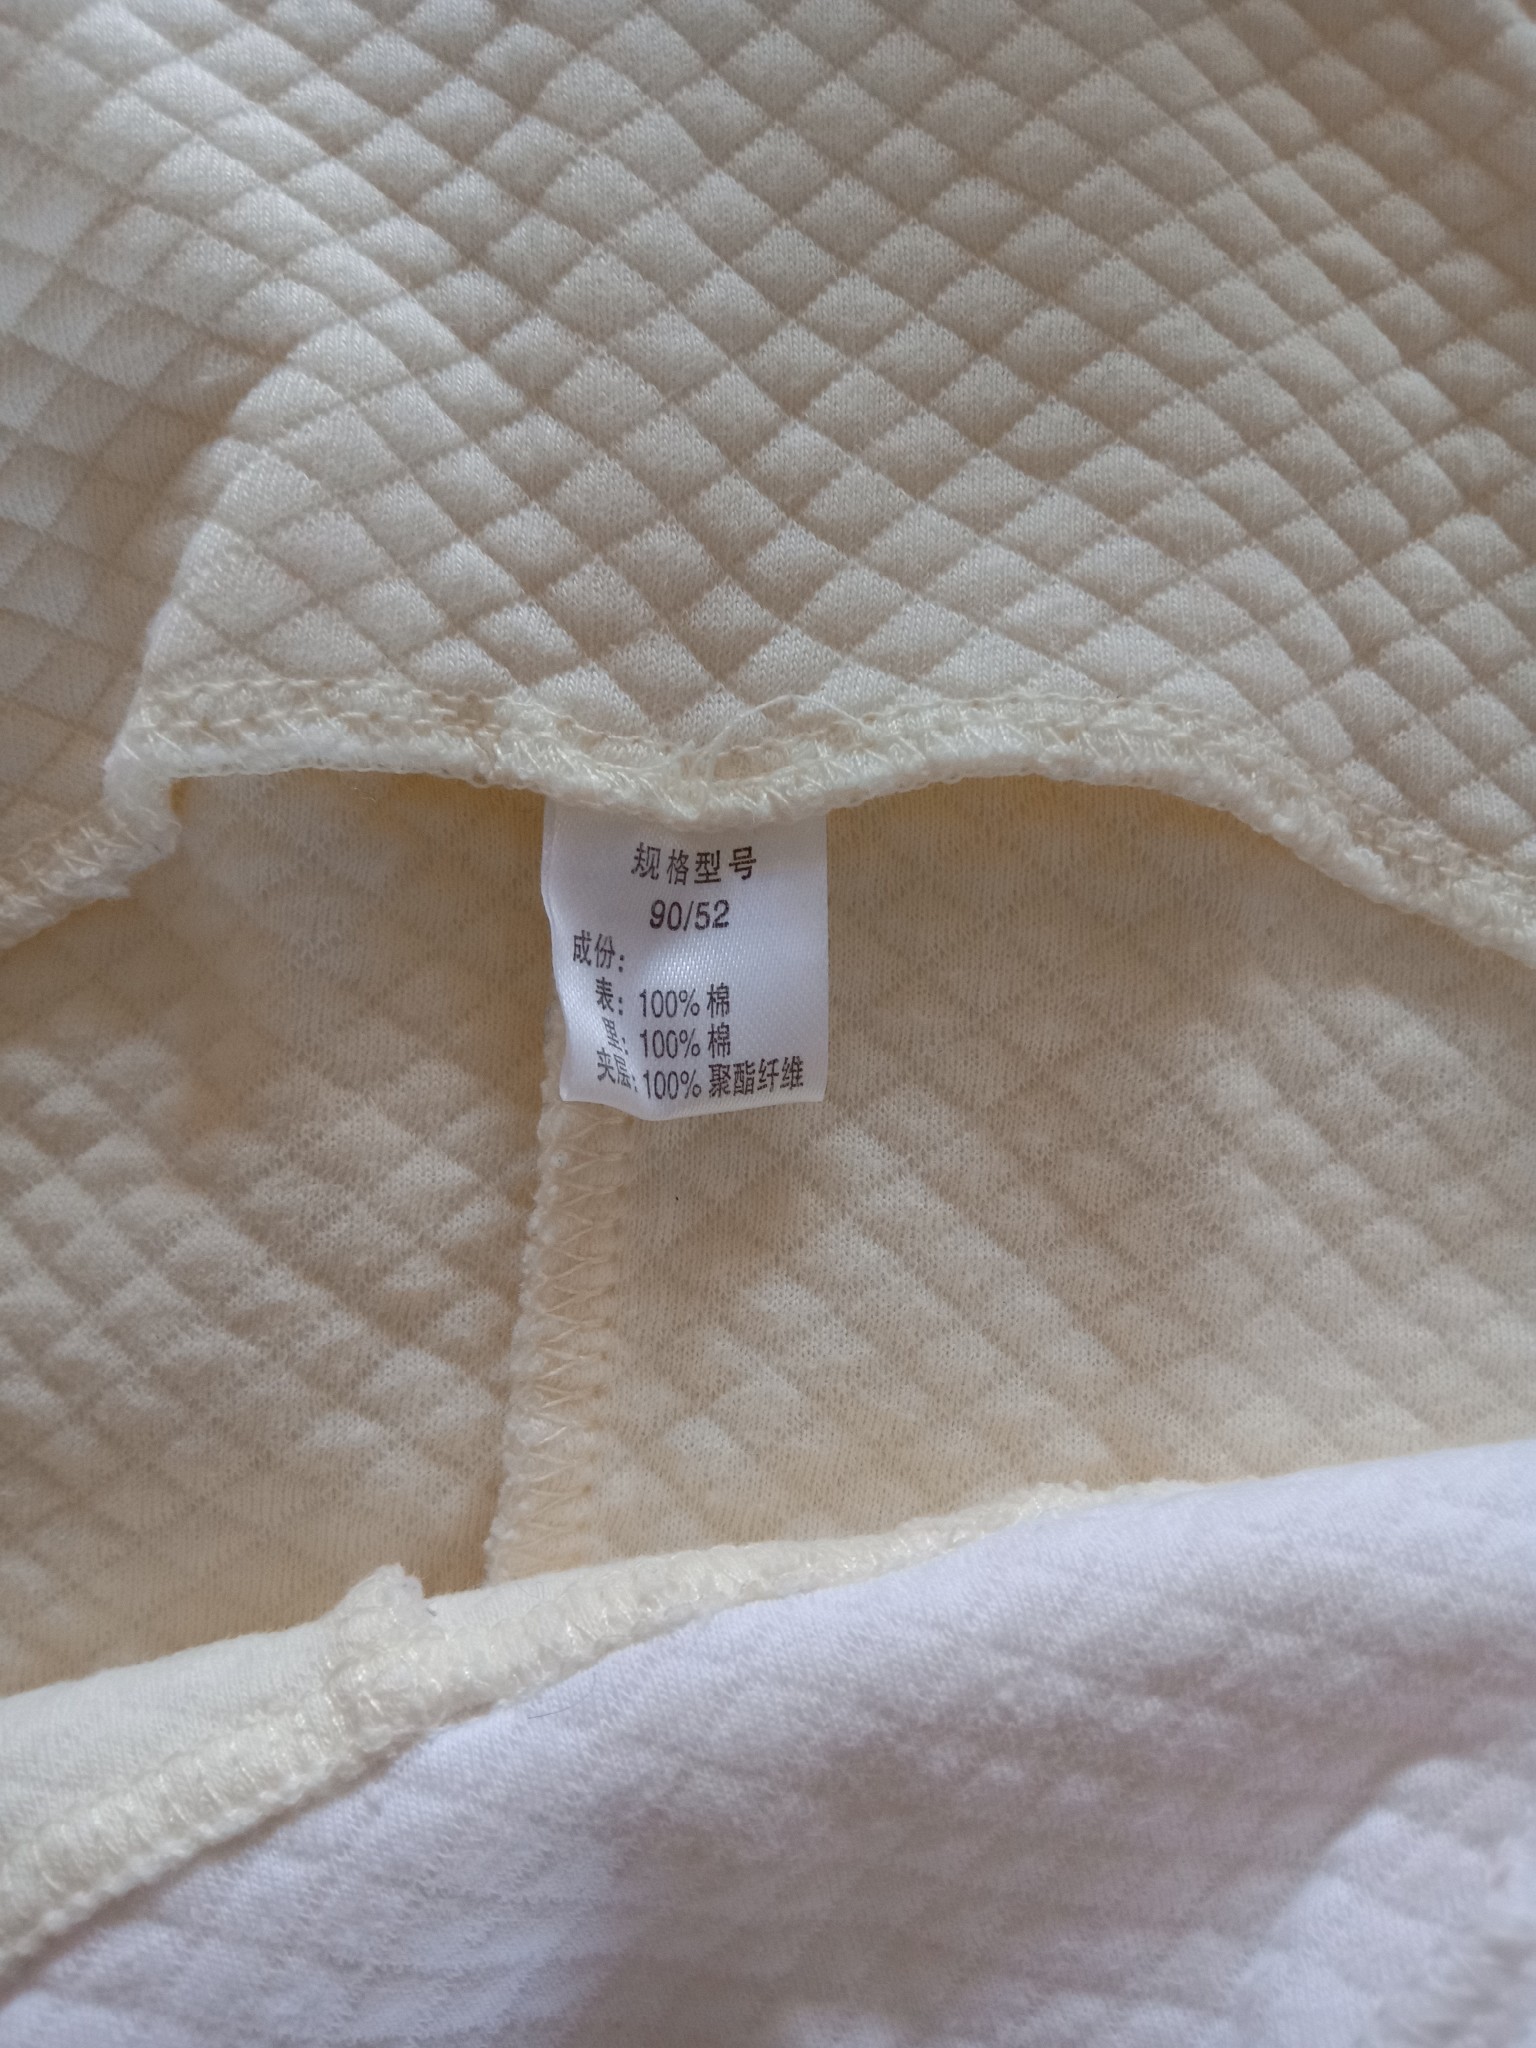 规格型号
90/52
成份:
表: 100% 棉
里: 100% 棉
夹层: 100% 聚酯纤维